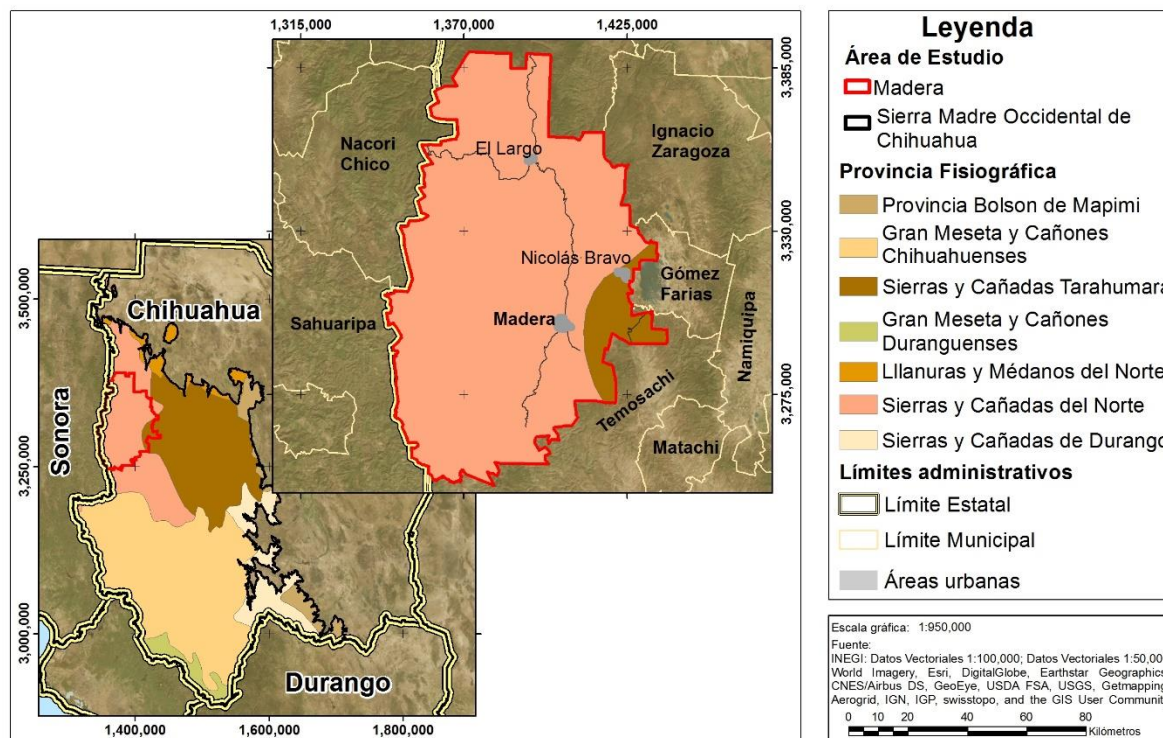 1,315,000 1,370,000 1,425,000
3,385,000
3,330,000
3,275,000
Nacori
Chico
El Largo
Ignacio
Zaragoza
Nicolás Bravo
Gómez
Farias
Sahuaripa
Madera
Namiquipa
Temosachi
Matachi
3,500,000
3,250,000
3,000,000
Chihuahua
Sonora
Durango
1,400,000 1,600,000 1,800,000
Leyenda
Área de Estudio
Madera
Sierra Madre Occidental de
Chihuahua
Provincia Fisiográfica
Provincia Bolson de Mapimi
Gran Meseta y Cañones
Chihuahuenses
Sierras y Cañadas Tarahumara
Gran Meseta y Cañones
Duranguenses
Lllanuras y Médanos del Norte
Sierras y Cañadas del Norte
Sierras y Cañadas de Durango
Límites administrativos
Límite Estatal
Límite Municipal
Áreas urbanas
Escala gráfica: 1:950,000
Fuente:
INEGI: Datos Vectoriales 1:100,000; Datos Vectoriales 1:50,00
World Imagery, Esri, DigitalGlobe, Earthstar Geographics
CNES/Airbus DS, GeoEye, USDA FSA, USGS, Getmapping
Aerogrid, IGN, IGP, swisstopo, and the GIS User Communit
0 10 20 40 60 80
Kilómetros